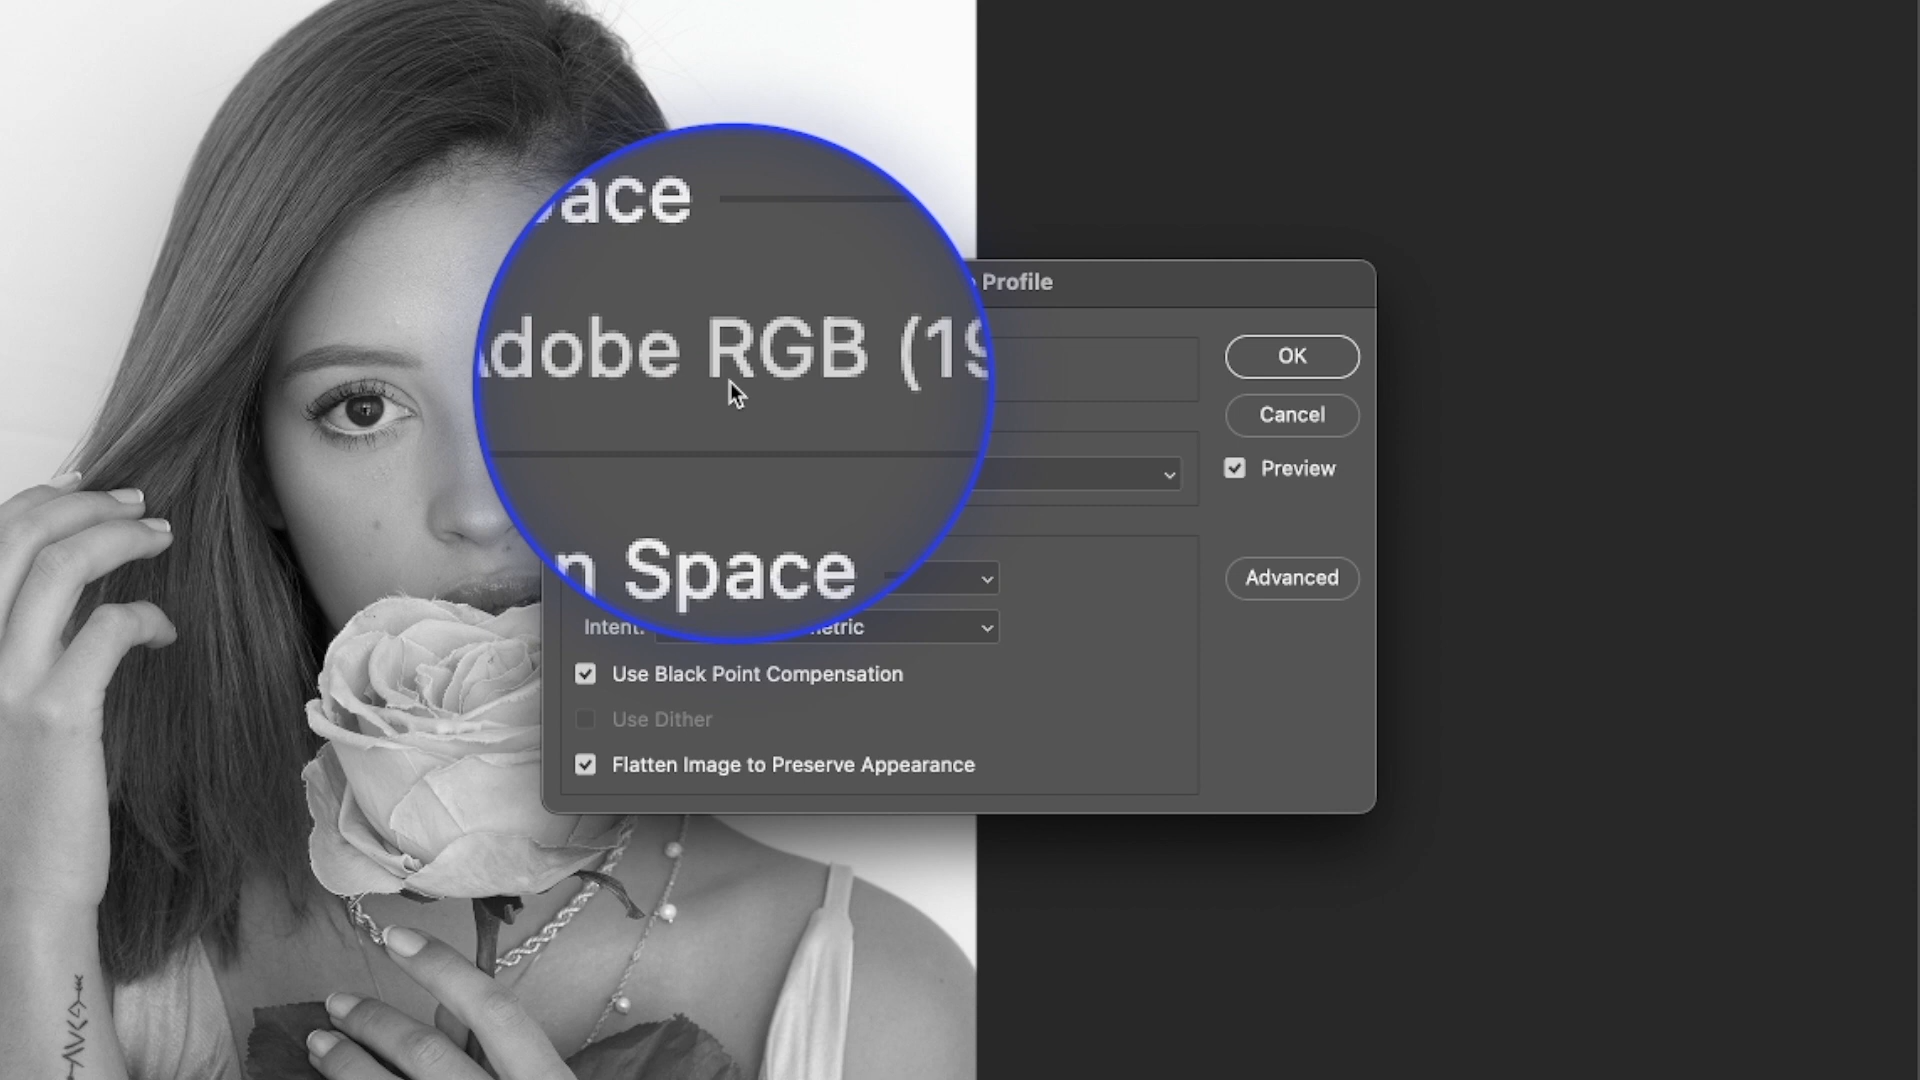 Profile
ace
dobe RGB (19
OK
Cancel
Preview
n Space
Advanced
Intent:
etric
Use Black Point Compensation
Use Dither
Flatten Image to Preserve Appearance